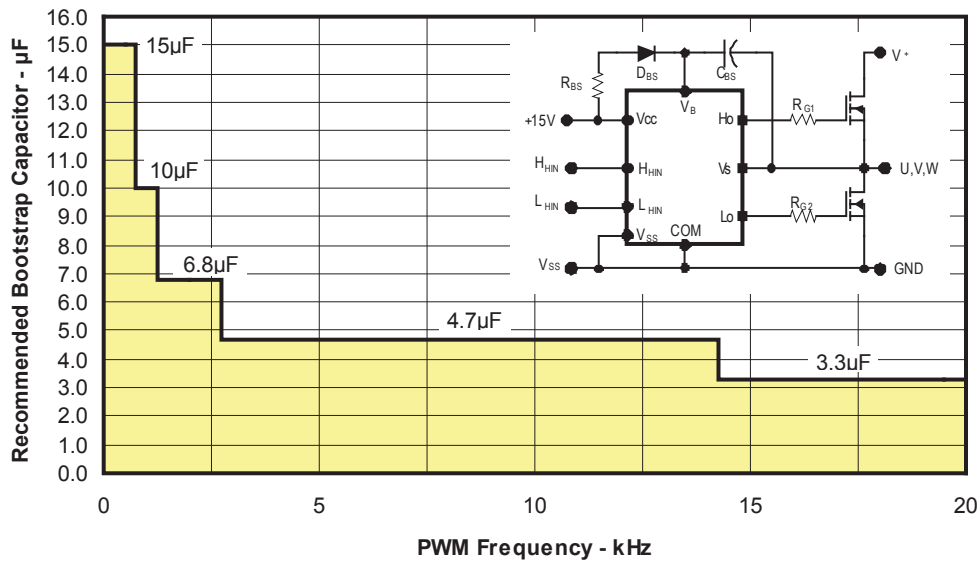 Recommended Bootstrap Capacitor - µF
16.0
15.0
14.0
13.0
12.0
11.0
10.0
9.0
8.0
7.0
6.0
5.0
4.0
3.0
2.0
1.0
0.0
15µF
10µF
6.8µF
4.7µF
3.3µF
RBS
DBS
CBS
V+
+15V
Vcc
VB
Ho
RG1
HHIN
HHIN
Vs
U,V,W
LHIN
LHIN
Lo
RG2
VSS
COM
VSS
GND
0
5
10
15
20
PWM Frequency - kHz